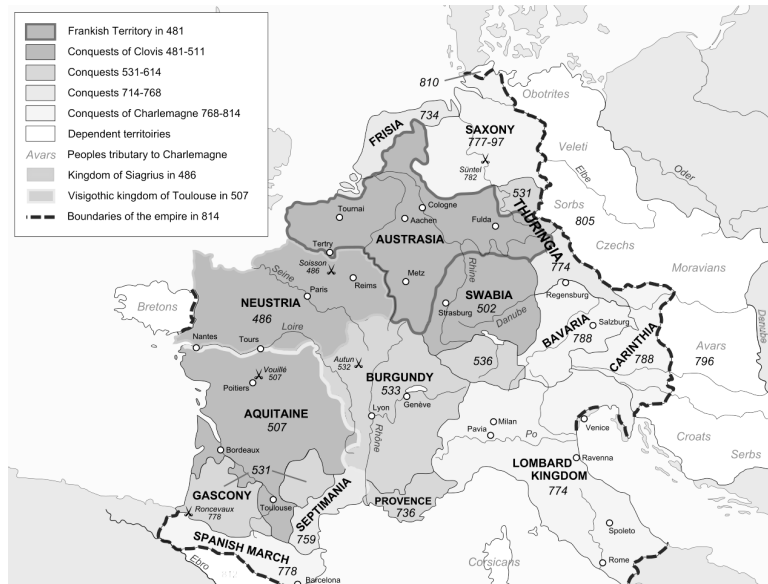 Frankish Territory in 481
Conquests of Clovis 481-511
Conquests 531-614
Conquests 714-768
Conquests of Charlemagne 768-814
Dependent territoiries
Avars Peoples tributary to Charlemagne
Kingdom of Siagrius in 486
Visigothic kingdom of Toulouse in 507
Boundaries of the empire in 814
810
Obotrites
734
FRISIA
SAXONY
777-97
Süntel
782
Veleti
Elbe
Oder
531
THURINGIA
Sorbs
805
Tournai
Cologne
Aachen
Fulda
AUSTRASIA
Czechs
Tertry
Soisson
486
Reims
Metz
Rhine
774
Moravians
Seine
Paris
NEUSTRIA
486
SWABIA
502
Strasburg
Danube
Regensburg
Bretons
Loire
BAVARIA
788
Salzburg
CARINTHIA
788
Avars
796
Danube
Nantes
Tours
Autun
532
536
Vouillé
507
Poitiers
BURGUNDY
533
Genéve
Lyon
AQUITAINE
507
Rhône
Milan
Pavia
Po
Venice
Croats
Serbs
Bordeaux
531
LOMBARD
KINGDOM
774
Ravenna
GASCONY
Toulouse
SEPTIMANIA
759
PROVENCE
736
Roncevaux
778
Spoleto
SPANISH MARCH
778
Ebro
Barcelona
Corsicans
Rome